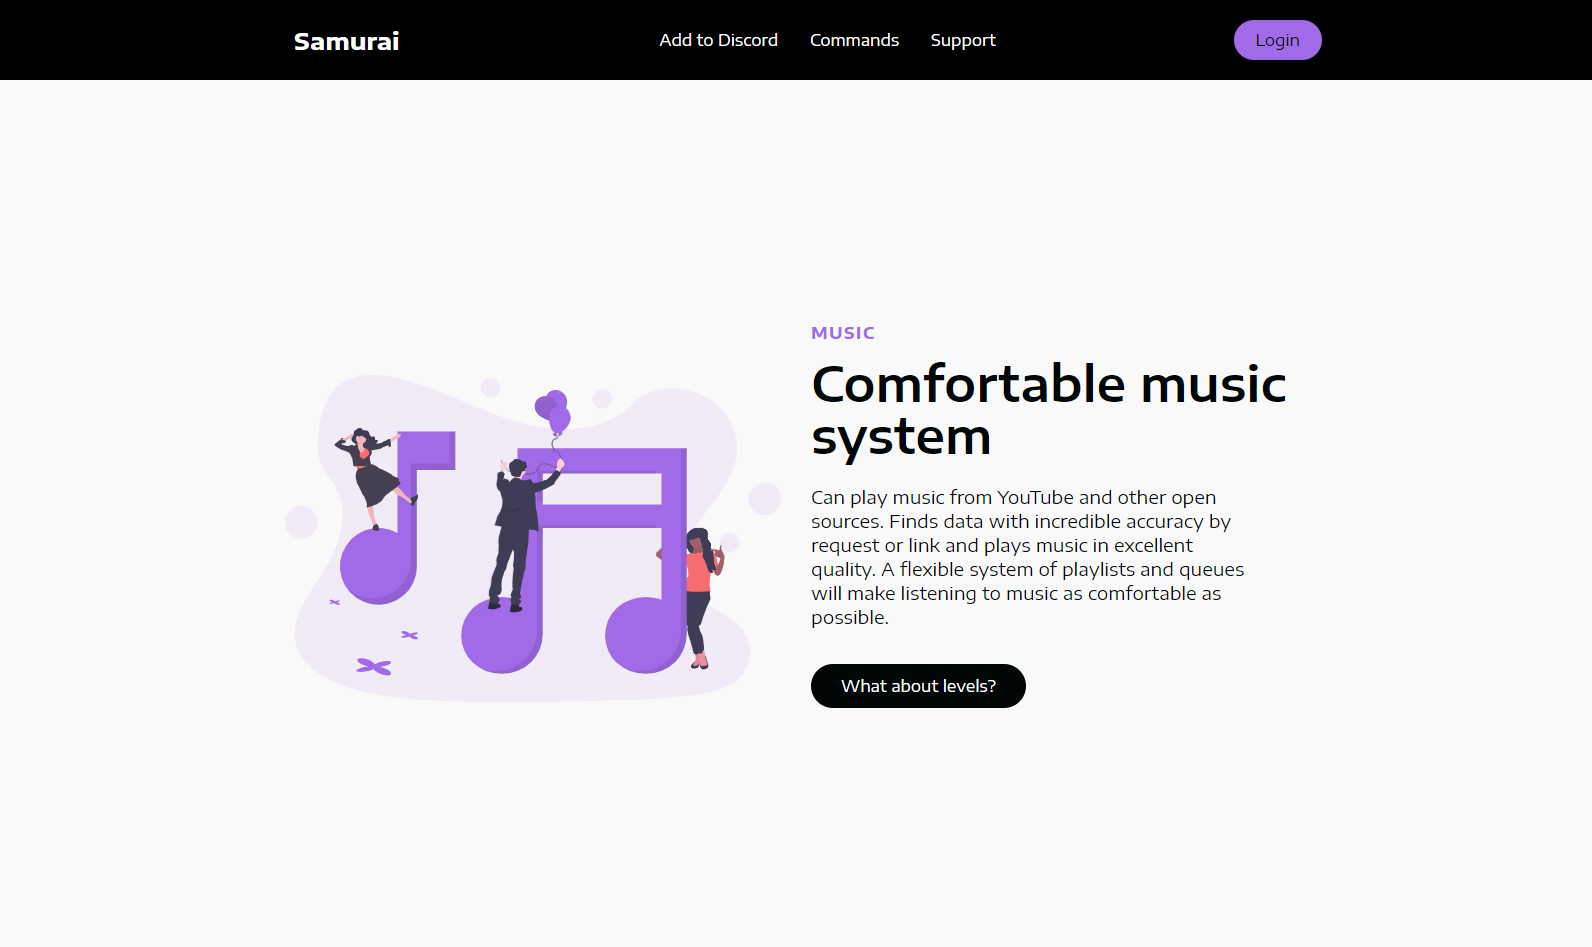 Samurai
Add to Discord
Commands
Support
Login
MUSIC
Comfortable music
system
Can play music from YouTube and other open
sources. Finds data with incredible accuracy by
request or link and plays music in excellent
quality. A flexible system of playlists and queues
will make listening to music as comfortable as
possible.
What about levels?